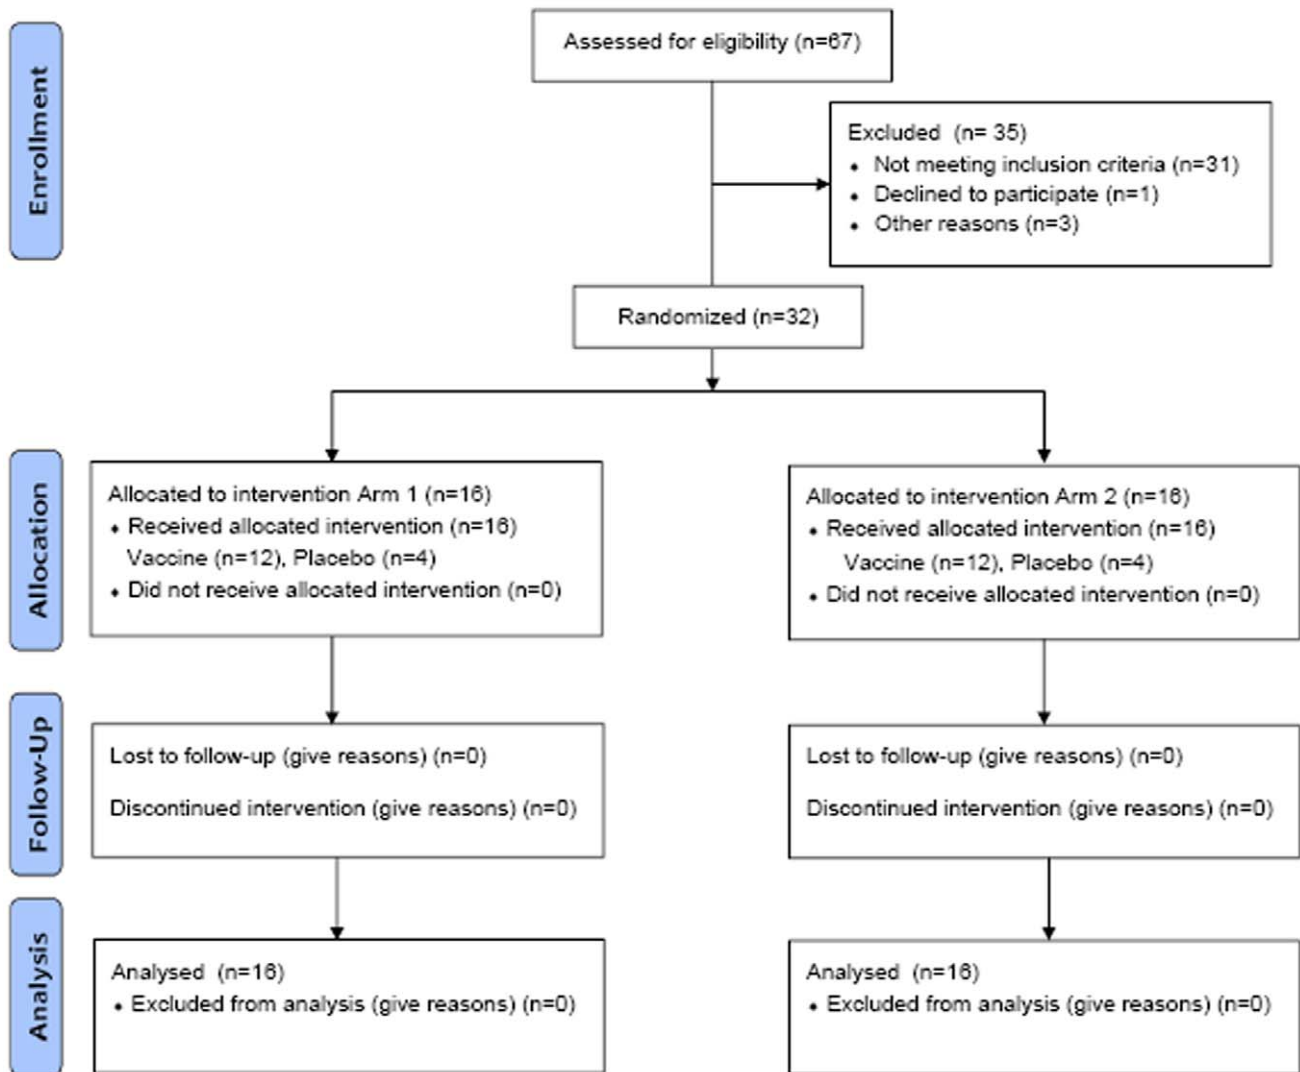 Enrollment
Assessed for eligibility (n=67)
Excluded (n= 35)
• Not meeting inclusion criteria (n=31)
• Declined to participate (n=1)
• Other reasons (n=3)
Randomized (n=32)
Allocation
Allocated to intervention Arm 1 (n=16)
• Received allocated intervention (n=16)
Vaccine (n=12), Placebo (n=4)
• Did not receive allocated intervention (n=0)
Allocated to intervention Arm 2 (n=16)
• Received allocated intervention (n=16)
Vaccine (n=12), Placebo (n=4)
• Did not receive allocated intervention (n=0)
Follow-Up
Lost to follow-up (give reasons) (n=0)
Discontinued intervention (give reasons) (n=0)
Lost to follow-up (give reasons) (n=0)
Discontinued intervention (give reasons) (n=0)
Analysis
Analysed (n=16)
• Excluded from analysis (give reasons) (n=0)
Analysed (n=16)
• Excluded from analysis (give reasons) (n=0)